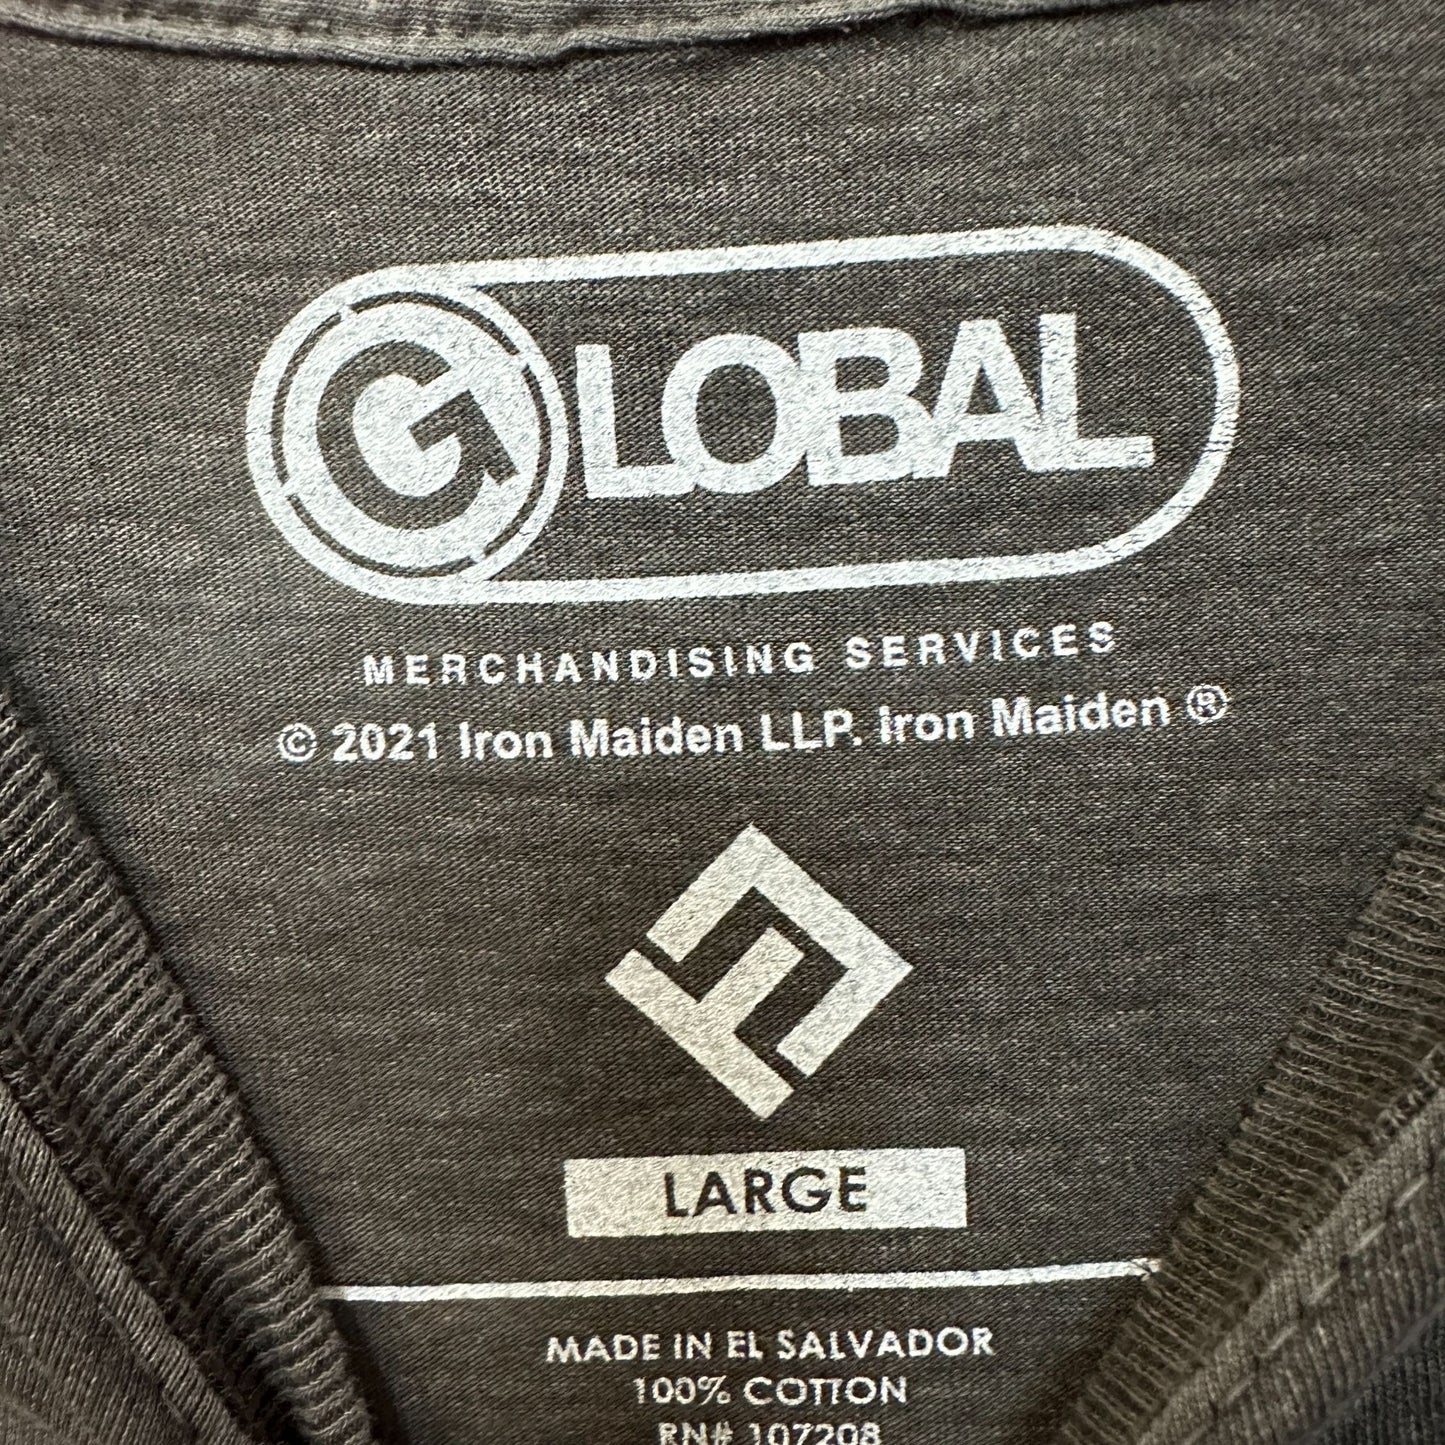 GLOBAL
MERCHANDISING SERVICES
© 2021 Iron Maiden LLP. Iron Maiden ®
LARGE
MADE IN EL SALVADOR
100% COTTON
RN# 107208